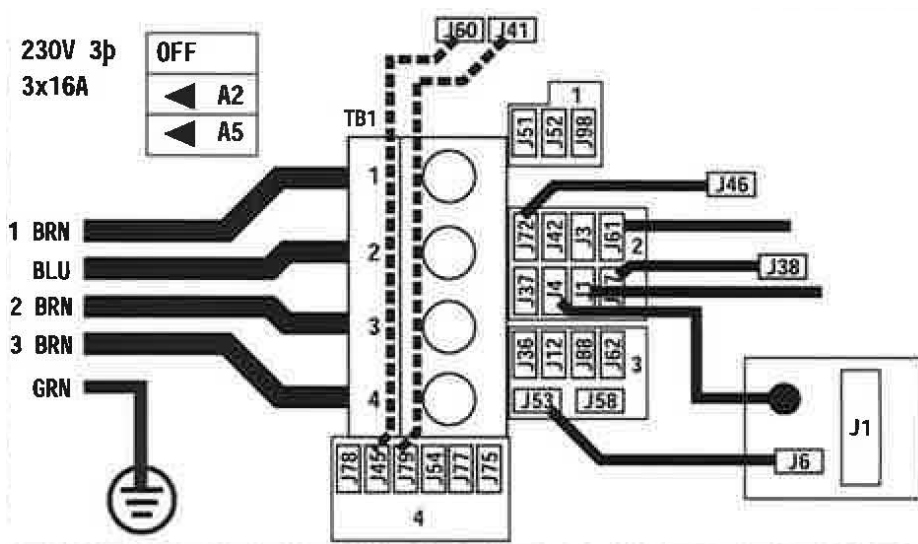 230V 3þ
3x16A
OFF
A2
A5
J60
J41
TB1
1
J51
J52
J98
1
J46
1 BRN
J72
J42
J3
J61
2
2
BLU
J38
J37
J4
J1
2 BRN
3
3 BRN
J36
J12
J88
J62
3
GRN
4
J53
J58
J1
J6
J78
J45
J79
J54
J77
J75
4